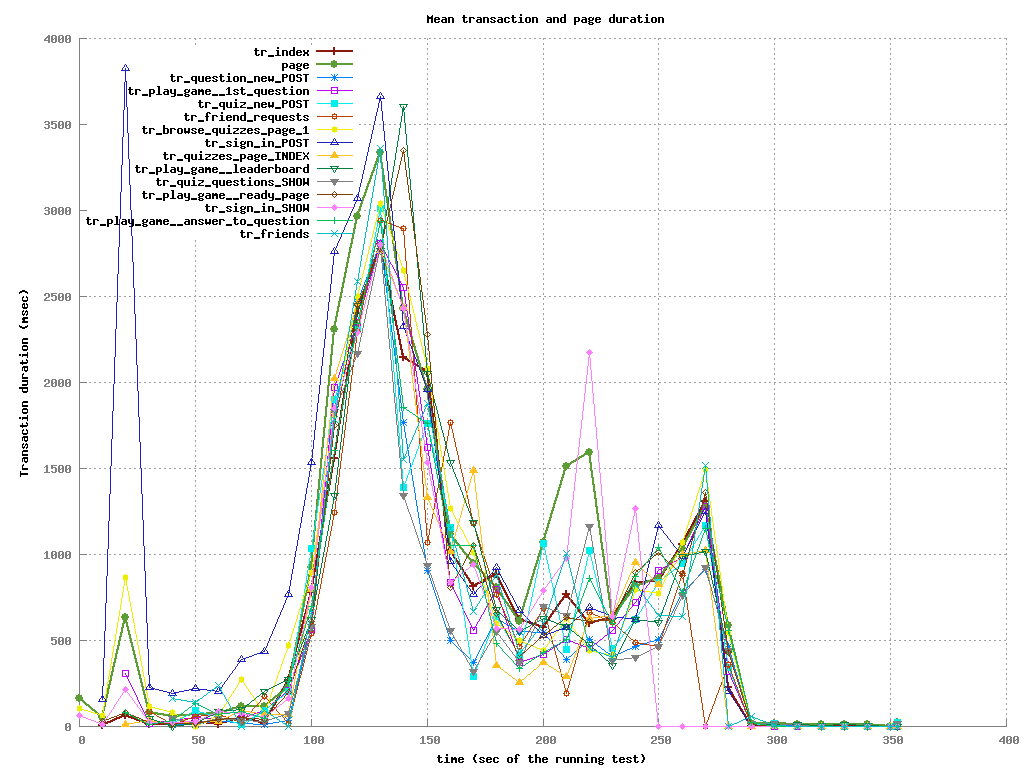 Mean transaction and page duration
4000
3500
3000
2500
2000
1500
1000
500
0
Transaction duration (msec)
tr_index
page
tr_question_new_POST
tr_play_game__1st_question
tr_quiz_new_POST
tr_friend_requests
tr_browse_quizzes_page_1
tr_sign_in_POST
tr_quizzes_page_INDEX
tr_play_game__leaderboard
tr_quiz_questions_SHOW
tr_play_game__ready_page
tr_sign_in_SHOW
tr_play_game__answer_to_question
tr_friends
0 50 100 150 200 250 300 350 400
time (sec of the running test)